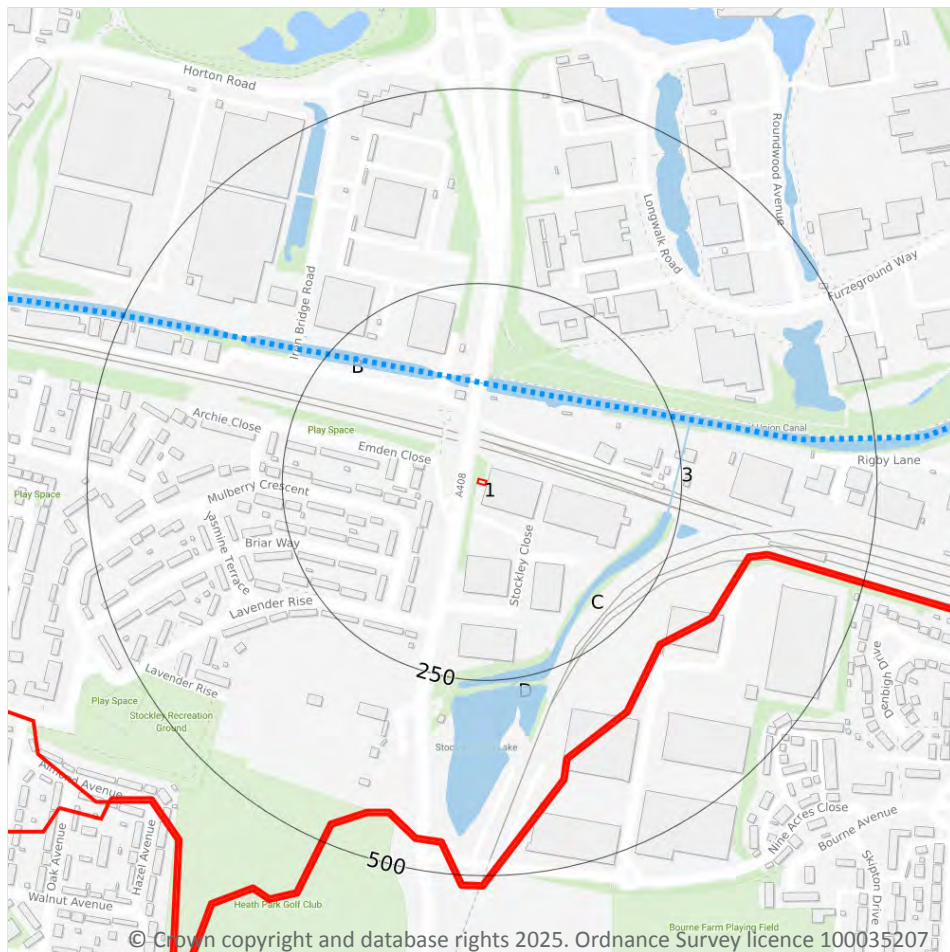 Horton Road
Roundwood Avenue
Longwalk Road
Furzeground Way
Iron Bridge Road
B
Union Canal
Archie Close
Play Space
Emden Close
Rigby Lane
A408
3
Play Space
Mulberry Crescent
1
Jasmine Terrace
Briar Way
Stockley Close
Lavender Rise
C
250
D
Lavender Rise
Denbigh Drive
Play Space
Stockley Recreation
Ground
Lake
Almond Avenue
Nine Acres Close
Bourne Avenue
Oak Avenue
Hazel Avenue
500
Skipton Drive
Walnut Avenue
Heath Park Golf Club
Bourne Farm Playing Field
© Crown copyright and database rights 2025. Ordnance Survey licence 100035207.